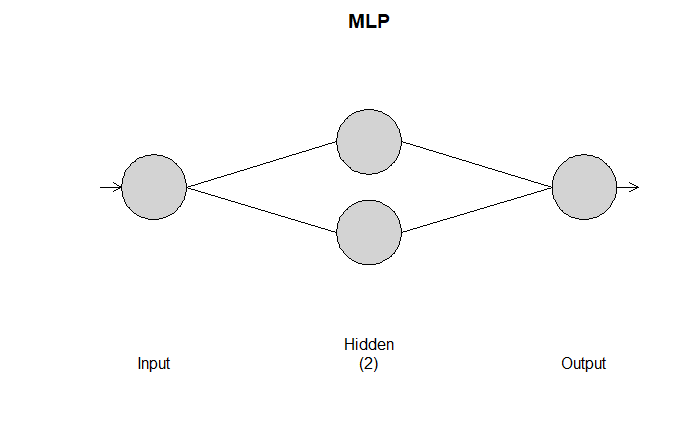 MLP
Hidden
(2)
Input
Output